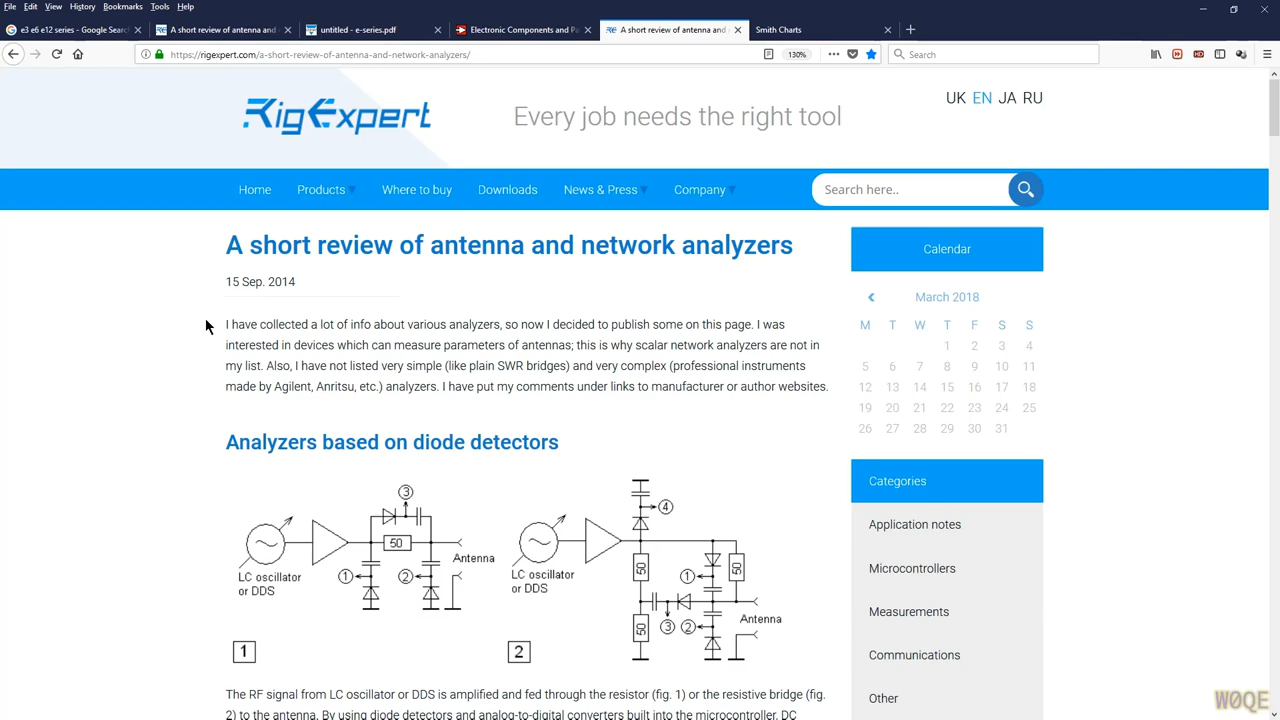 File Edit View History Bookmarks Tools Help
e3 e6 e12 series - Google Searc
A short review of antenna and
untitled - e-series.pdf
Electronic Components and Pa
A short review of antenna and
Smith Charts
https://rigexpert.com/a-short-review-of-antenna-and-network-analyzers/
130%
Search
RigExpert
Every job needs the right tool
UK EN JA RU
Home Products Where to buy Downloads News & Press Company
Search here..
A short review of antenna and network analyzers
15 Sep. 2014
I have collected a lot of info about various analyzers, so now I decided to publish some on this page. I was
interested in devices which can measure parameters of antennas; this is why scalar network analyzers are not in
my list. Also, I have not listed very simple (like plain SWR bridges) and very complex (professional instruments
made by Agilent, Anritsu, etc.) analyzers. I have put my comments under links to manufacturer or author websites.
Analyzers based on diode detectors
3
50
Antenna
LC oscillator
or DDS
1
2
1
4
50
50
LC oscillator
or DDS
1
3
2
50
Antenna
2
The RF signal from LC oscillator or DDS is amplified and fed through the resistor (fig. 1) or the resistive bridge (fig.
2) to the antenna. By using diode detectors and analog-to-digital converters built into the microcontroller, DC
Calendar
March 2018
M T W T F S S
1 2 3 4
5 6 7 8 9 10 11
12 13 14 15 16 17 18
19 20 21 22 23 24 25
26 27 28 29 30 31
Categories
Application notes
Microcontrollers
Measurements
Communications
Other
W0QE